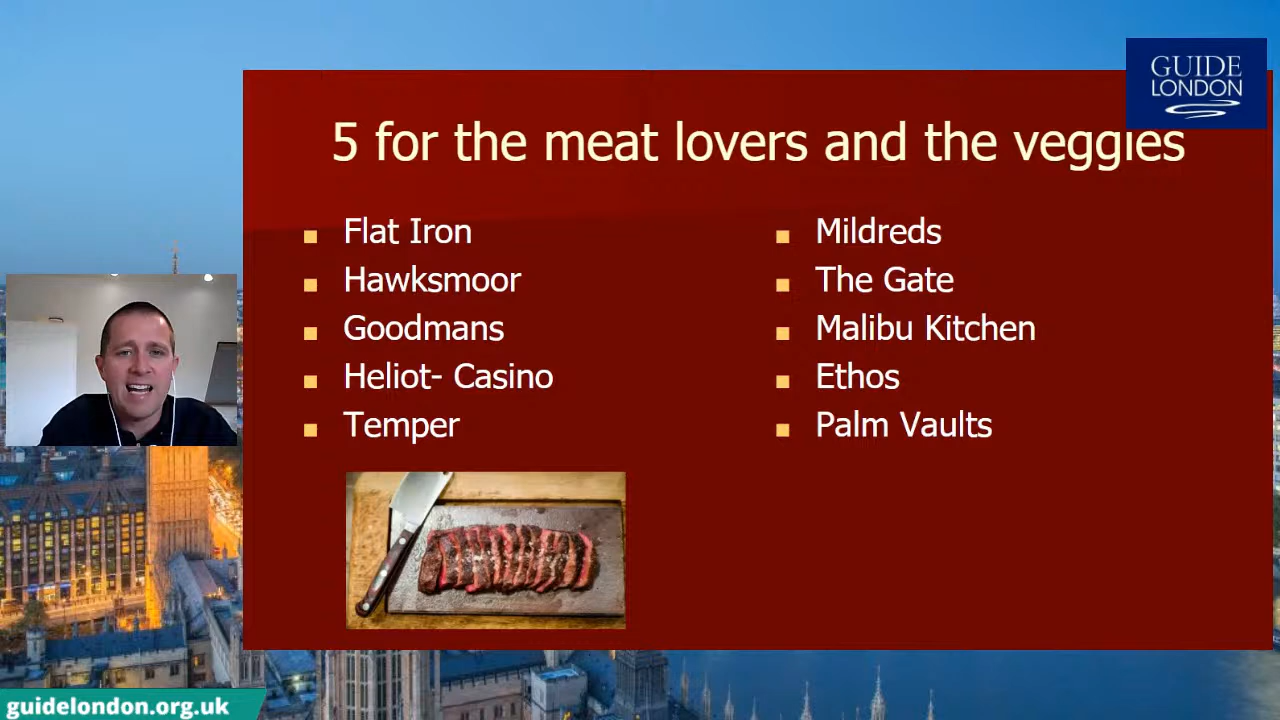 GUIDE
LONDON
5 for the meat lovers and the veggies
Flat Iron
Hawksmoor
Goodmans
Heliot- Casino
Temper
Mildreds
The Gate
Malibu Kitchen
Ethos
Palm Vaults
guidelondon.org.uk